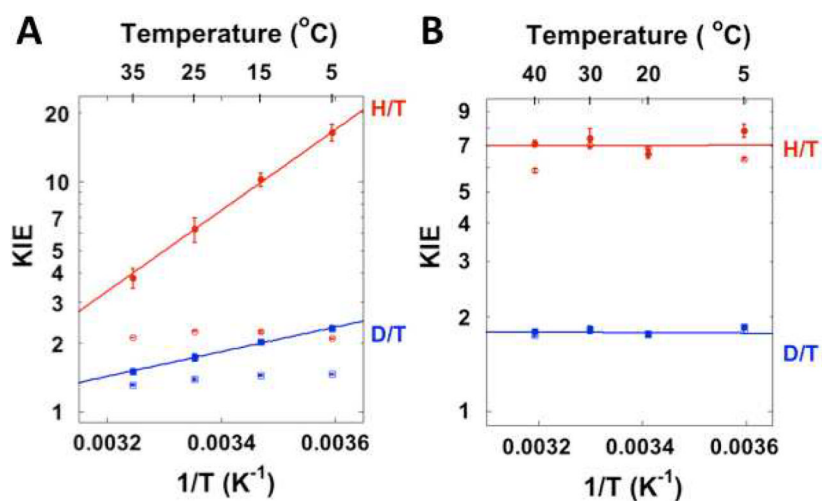 A
Temperature (°C)
35 25 15 5
20
10
7
5
4
3
2
1
KIE
H/T
D/T
0.0032 0.0034 0.0036
1/T (K⁻¹)
B
Temperature ( °C)
40 30 20 5
9
7
6
5
4
3
2
1
KIE
H/T
D/T
0.0032 0.0034 0.0036
1/T (K⁻¹)